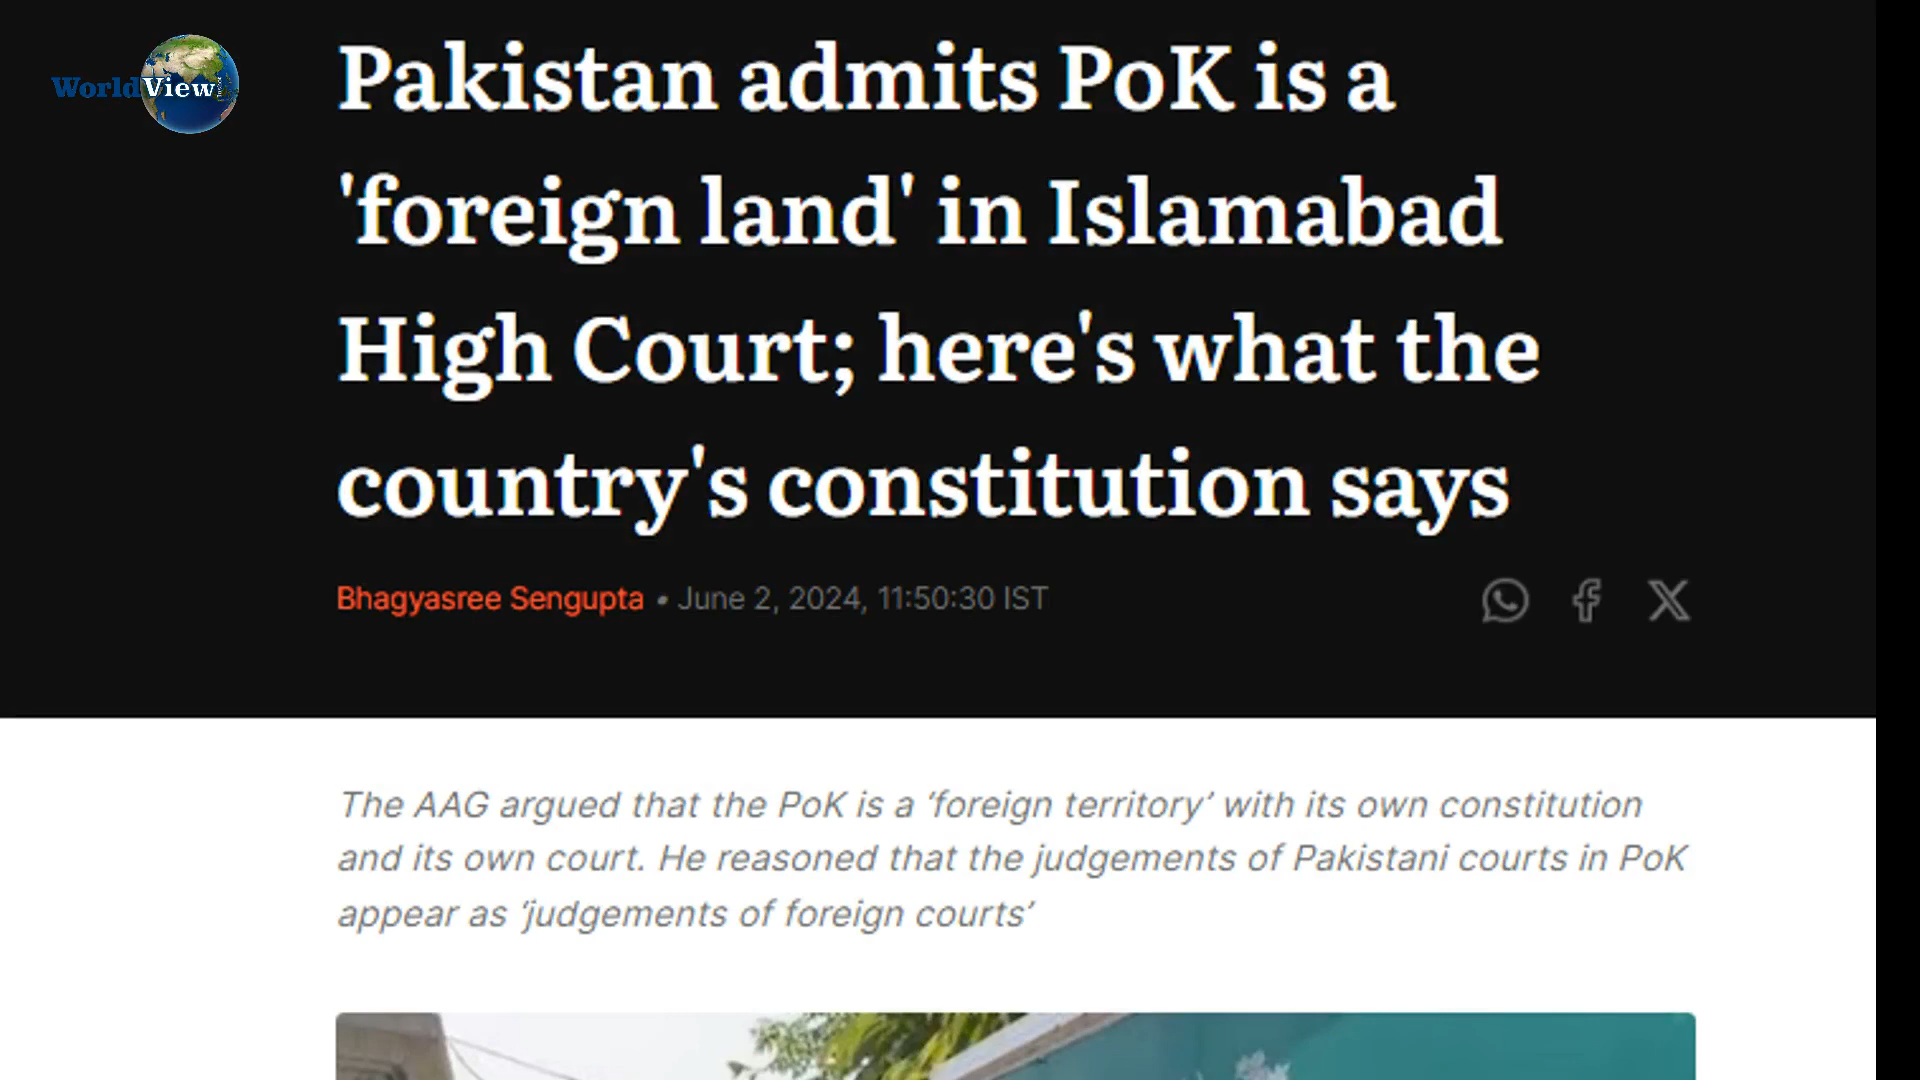 WorldView
Pakistan admits PoK is a
'foreign land' in Islamabad
High Court; here's what the
country's constitution says
Bhagyasree Sengupta • June 2, 2024, 11:50:30 IST
The AAG argued that the PoK is a ‘foreign territory’ with its own constitution
and its own court. He reasoned that the judgements of Pakistani courts in PoK
appear as ‘judgements of foreign courts’